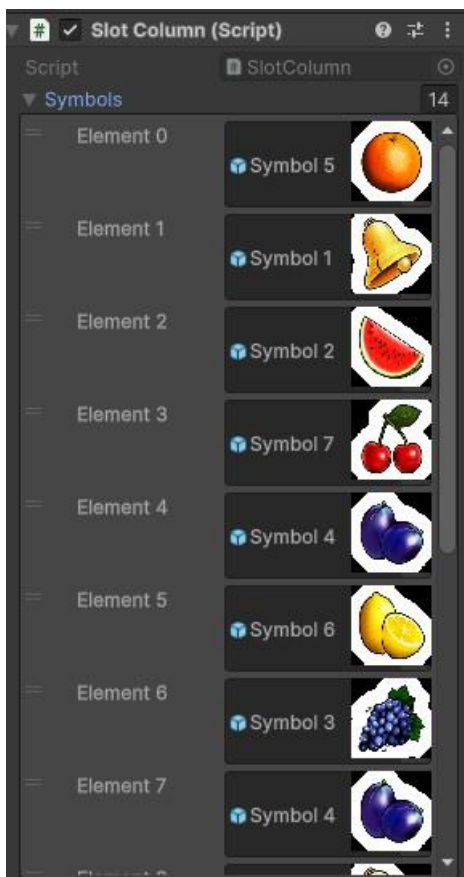 # Slot Column (Script)
Script SlotColumn
Symbols 14
Element 0
Symbol 5
Element 1
Symbol 1
Element 2
Symbol 2
Element 3
Symbol 7
Element 4
Symbol 4
Element 5
Symbol 6
Element 6
Symbol 3
Element 7
Symbol 4